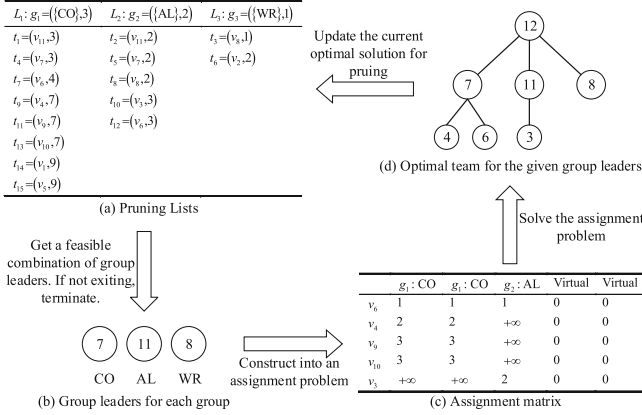 L₁: g₁=({CO},3) L₂: g₂=({AL},2) L₃: g₃=({WR},1)
t₁=(v₁₁,3) t₂=(v₁₁,2) t₃=(v₈,1)
t₄=(v₇,3) t₅=(v₇,2) t₆=(v₂,2)
t₇=(v₆,4) t₈=(v₈,2)
t₉=(v₄,7) t₁₀=(v₃,3)
t₁₁=(v₉,7) t₁₂=(v₆,3)
t₁₃=(v₁₀,7)
t₁₄=(v₁,9)
t₁₅=(v₅,9)
(a) Pruning Lists
Update the current
optimal solution for
pruing
12
7 11 8
4 6 3
(d) Optimal team for the given group leaders
Get a feasible
combination of group
leaders. If not exiting,
terminate.
Solve the assignment
problem
7 11 8
CO AL WR
(b) Group leaders for each group
Construct into an
assignment problem
g₁: CO g₁: CO g₂: AL Virtual Virtual
v₆ 1 1 1 0 0
v₄ 2 2 +∞ 0 0
v₉ 3 3 +∞ 0 0
v₁₀ 3 3 +∞ 0 0
v₃ +∞ +∞ 2 0 0
(c) Assignment matrix